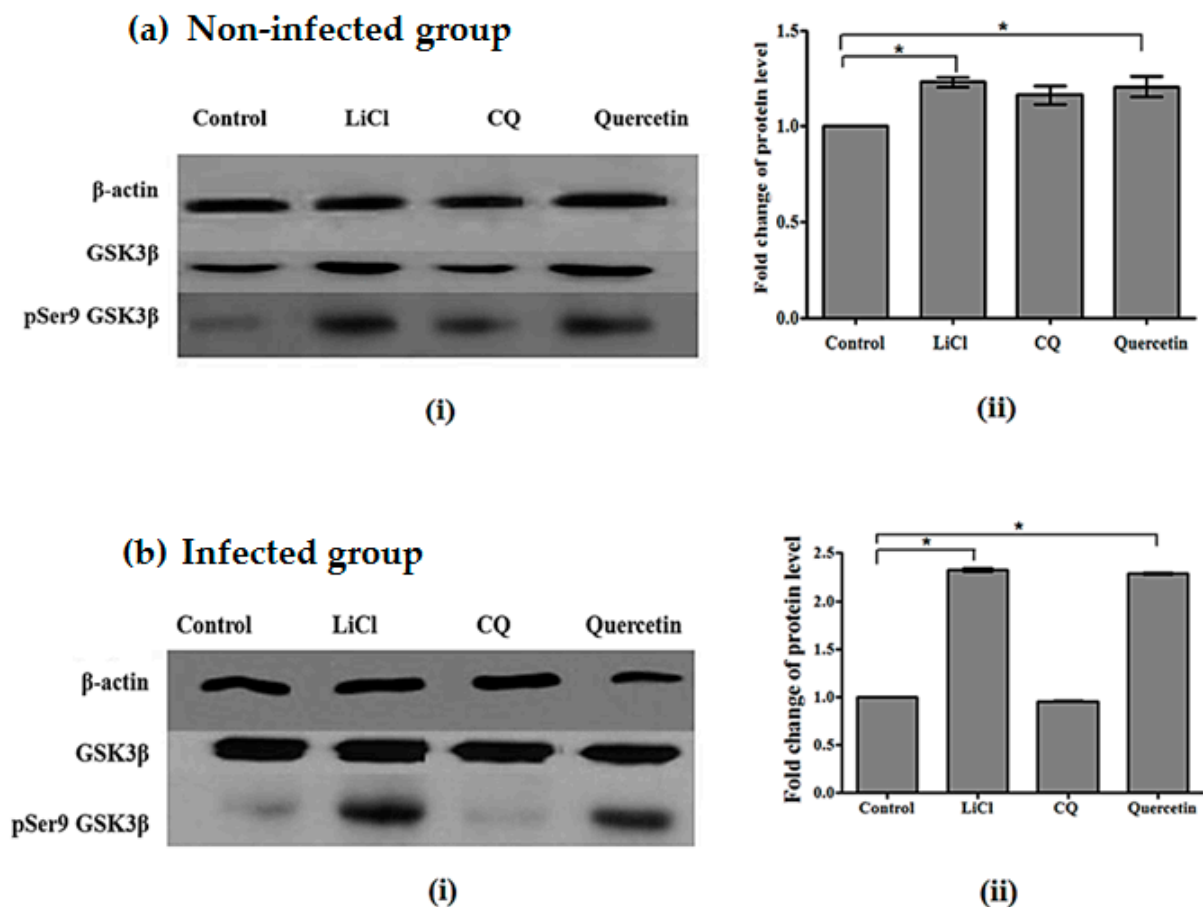 (a) Non-infected group
Control LiCl CQ Quercetin
β-actin
GSK3β
pSer9 GSK3β
(i)
Fold change of protein level
1.5
1.0
0.5
0.0
*
*
Control LiCl CQ Quercetin
(ii)
(b) Infected group
Control LiCl CQ Quercetin
β-actin
GSK3β
pSer9 GSK3β
(i)
Fold change of protein level
2.5
2.0
1.0
0.5
0.0
*
*
Control LiCl CQ Quercetin
(ii)